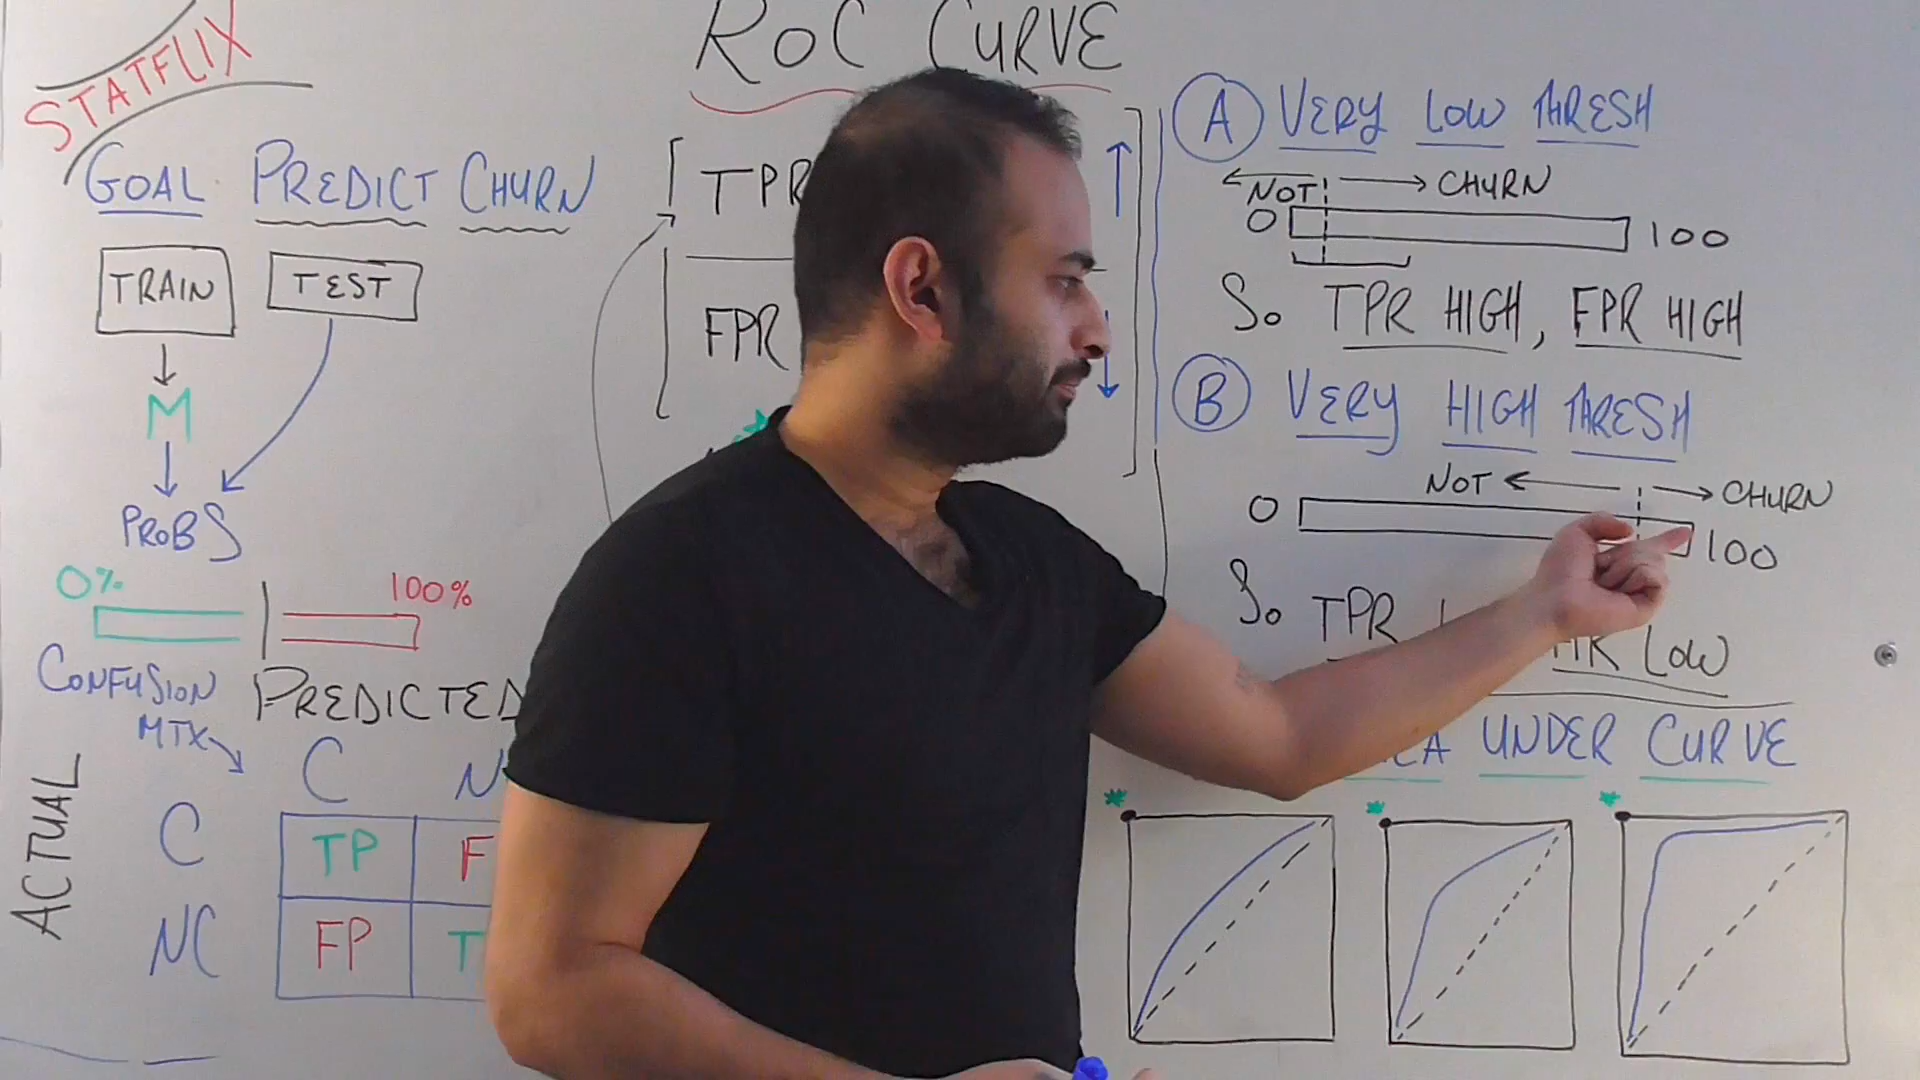 STATFLIX
ROC CURVE
GOAL PREDICT CHURN
TRAIN
TEST
M
PROBS
0%
100%
CONFUSION
MTX
PREDICTED
C
ACTUAL
C
TP
NC
FP
TPR
FPR
A VERY LOW THRESH
NOT
CHURN
0
100
SO TPR HIGH, FPR HIGH
B VERY HIGH THRESH
NOT
CHURN
0
100
SO TPR
LOW
UNDER CURVE